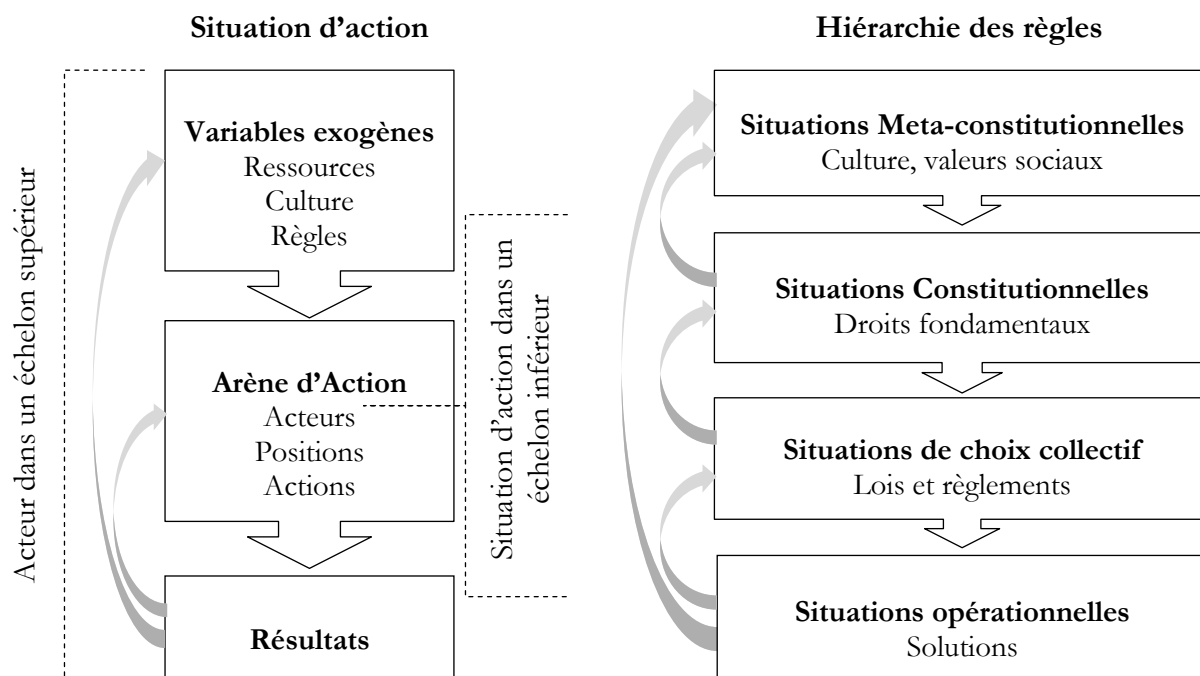 Situation d’action
Acteur dans un échelon supérieur
Variables exogènes
Ressources
Culture
Règles
Arène d’Action
Acteurs
Positions
Actions
Résultats
Situation d’action dans un
échelon inférieur
Hiérarchie des règles
Situations Meta-constitutionnelles
Culture, valeurs sociaux
Situations Constitutionnelles
Droits fondamentaux
Situations de choix collectif
Lois et règlements
Situations opérationnelles
Solutions